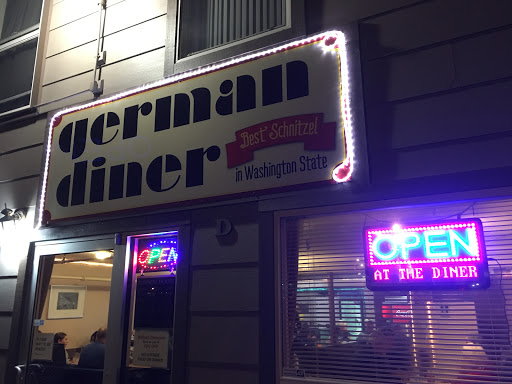 german
diner
Best Schnitzel
in Washington State
D
OPEN
OPEN
AT THE DINER